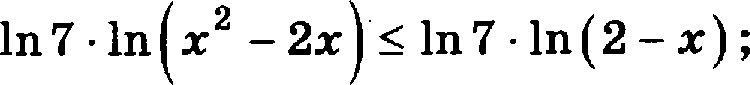 ln 7 · ln(x² − 2x) ≤ ln 7 · ln(2 − x);